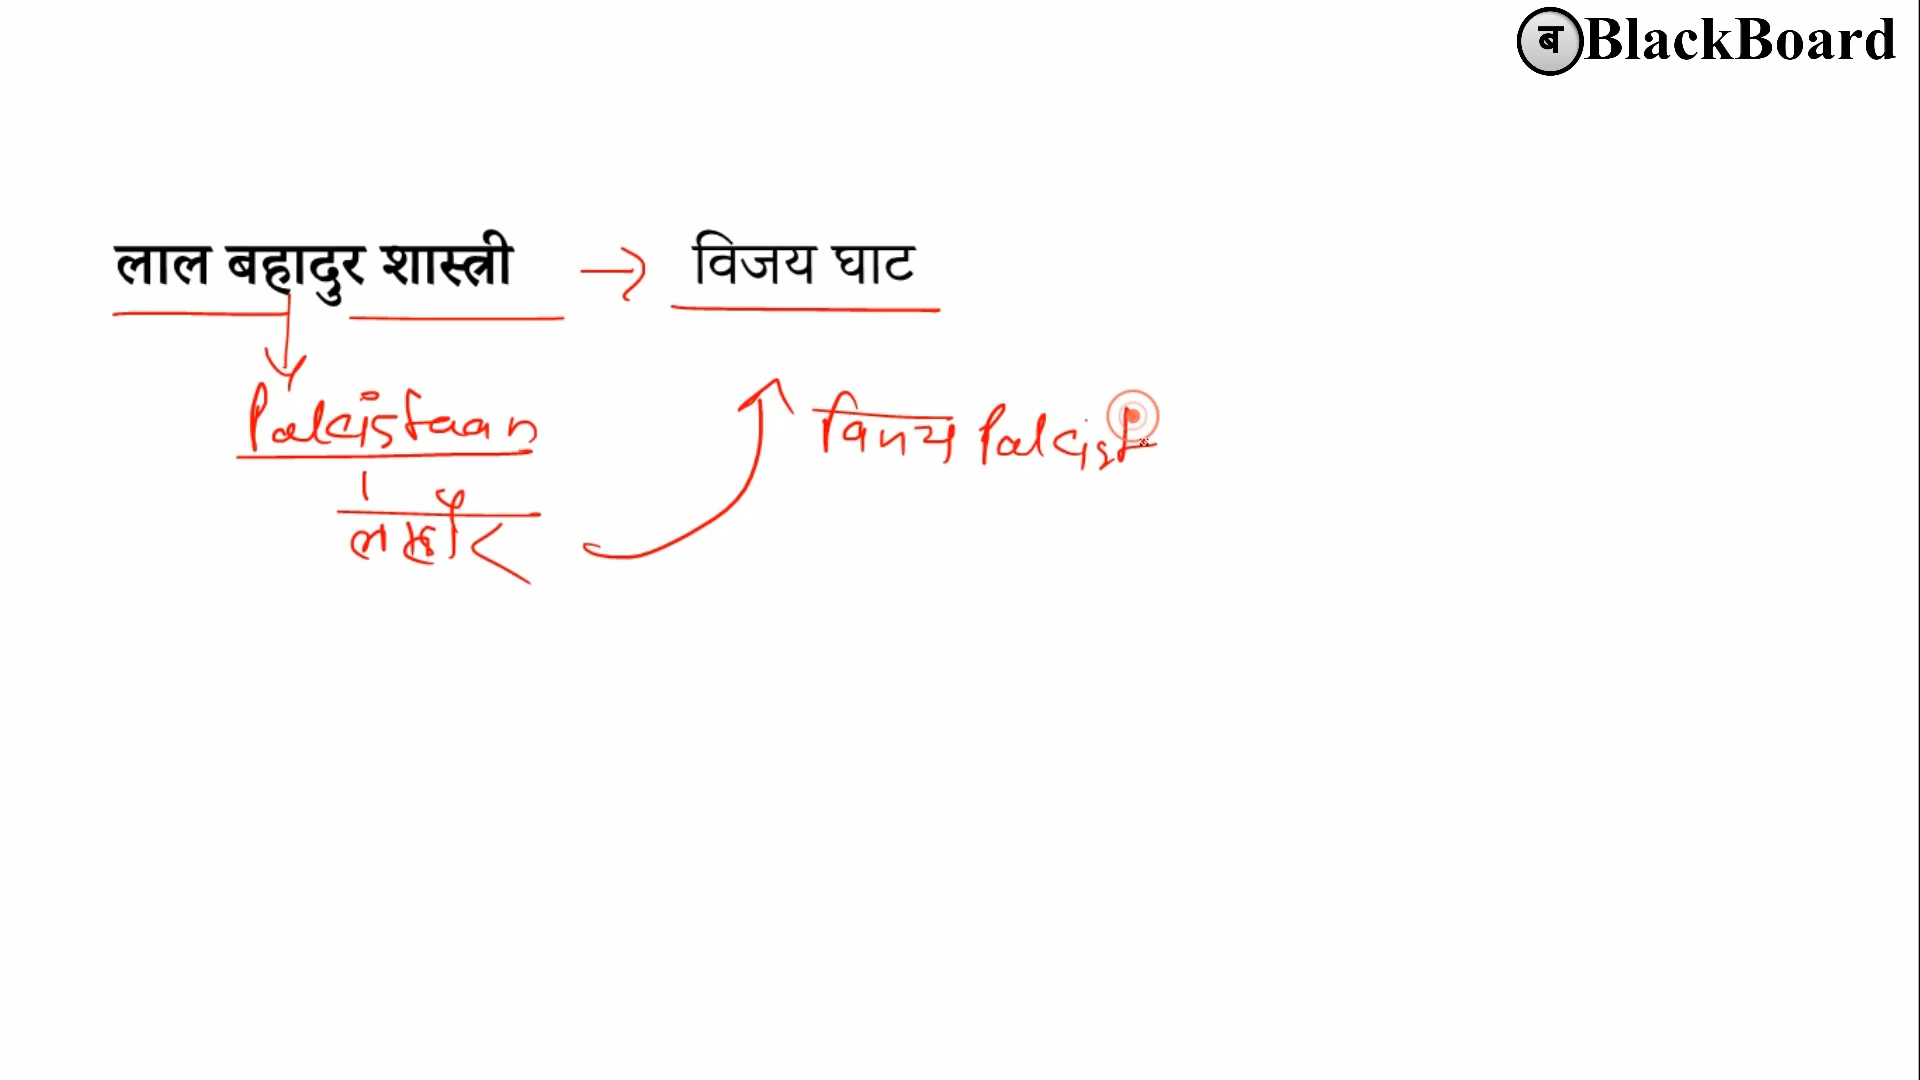 ब BlackBoard
लाल बहादुर शास्त्री → विजय घाट
Pakistaan
विजय Pakist
लाहौर